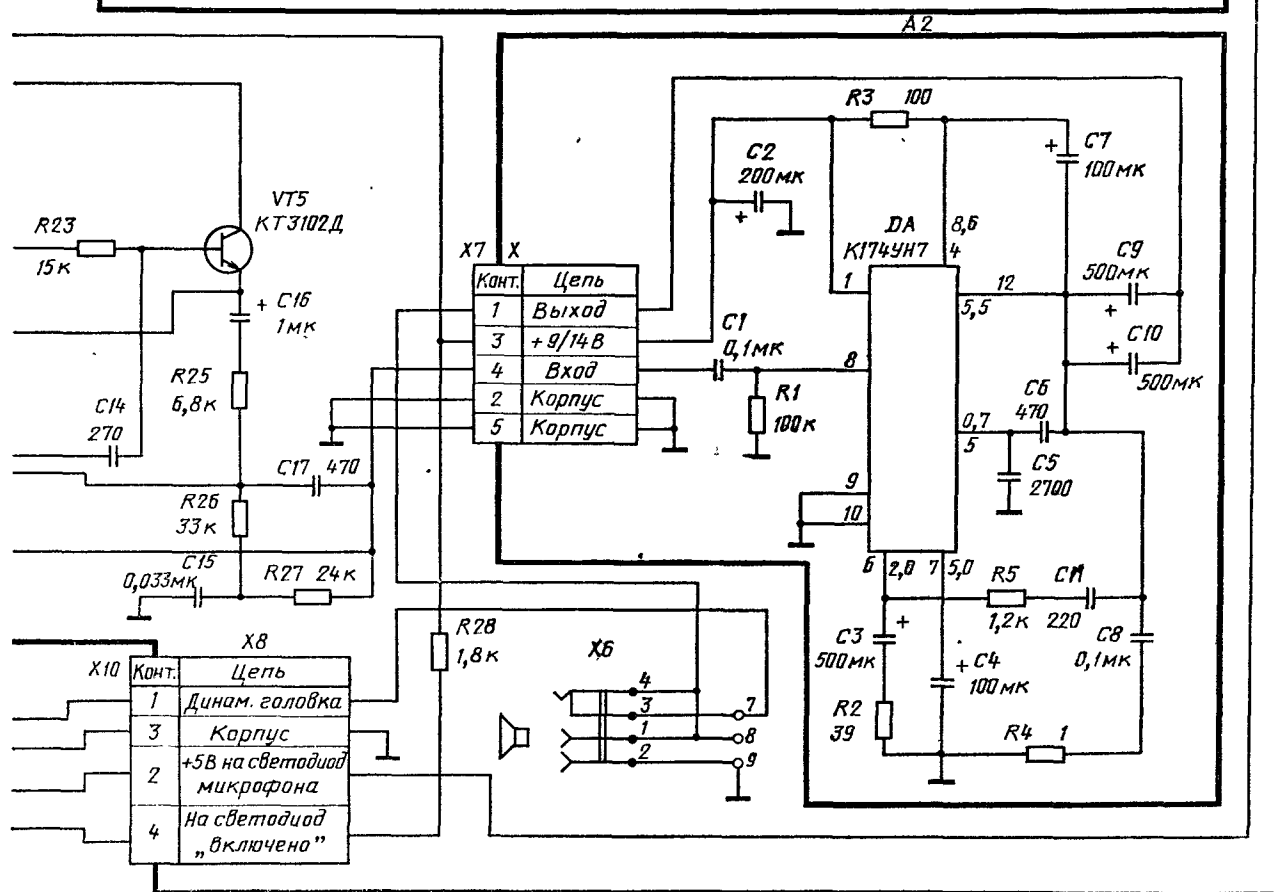 A2
R3 100
C2
200мк
+
+ C7
100мк
VT5
КТ3102Д
R23
15к
DA
К174УН7
8,6
4
X7 X
Конт. Цепь
1 Выход
3 +9/14В
4 Вход
2 Корпус
5 Корпус
C9
500мк
+
1
12
5,5
+ C16
1мк
C1
0,1мк
+ C10
500мк
8
R25
6,8к
R1
100к
C14
270
C6
470
0,7
5
C5
2700
C17 470
R26
33к
9
10
C15
0,033мк
R27 24к
6 2,8 7 5,0
R5
1,2к
C11
220
C8
0,1мк
R28
1,8к
X6
C3 +
500мк
+ C4
100мк
X8
X10 Конт. Цепь
1 Динам. головка
3 Корпус
2 +5В на светодиод
микрофона
4 На светодиод
„включено”
4
3
1
2
7
8
9
R2
39
R4 1